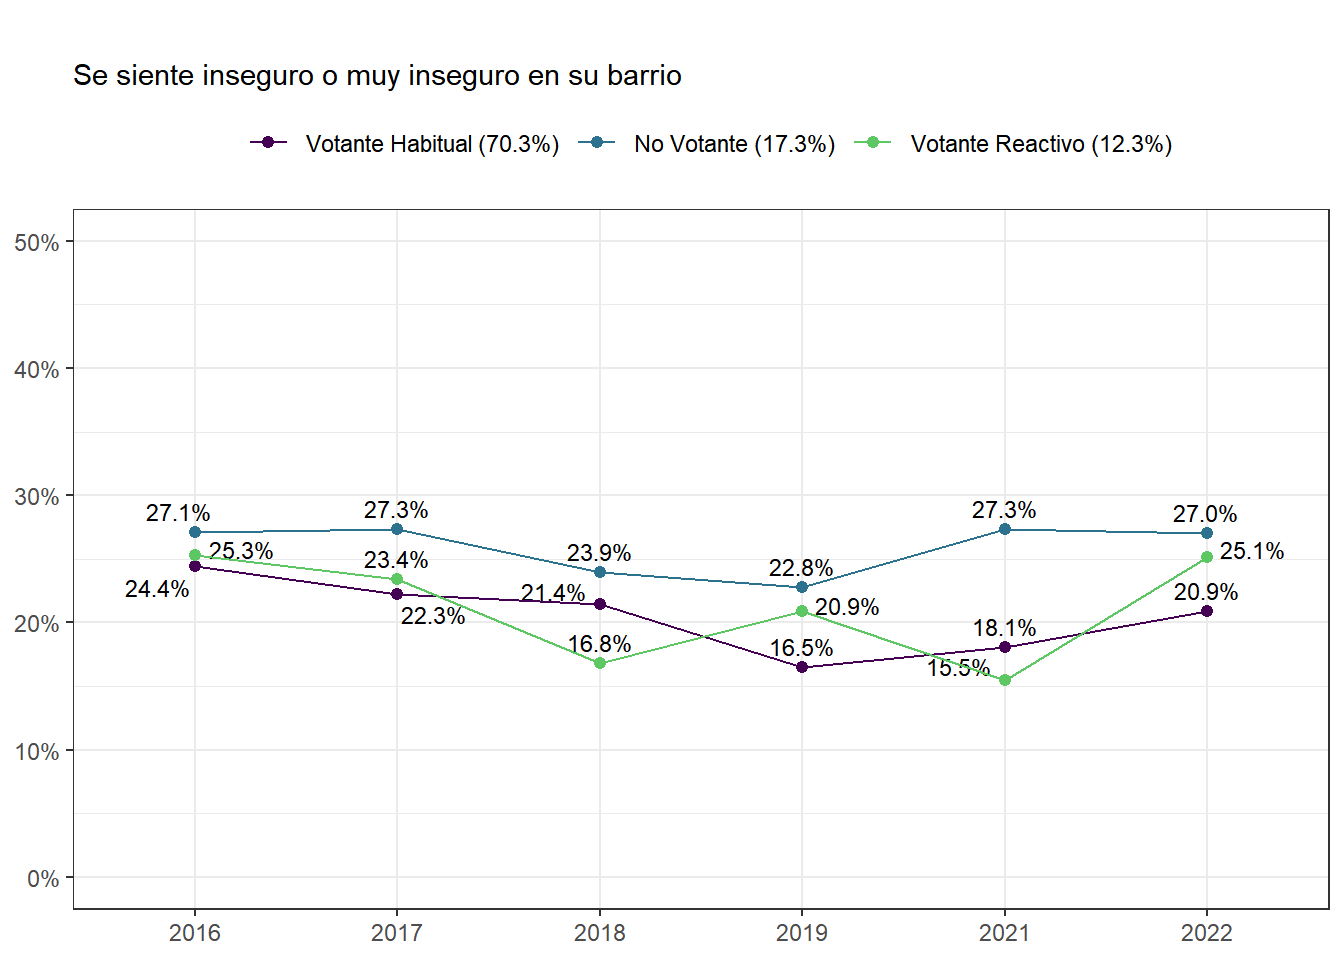 Se siente inseguro o muy inseguro en su barrio
Votante Habitual (70.3%) No Votante (17.3%) Votante Reactivo (12.3%)
50%
40%
30%
20%
10%
0%
27.1% 27.3% 23.9% 22.8% 27.3% 27.0%
25.3% 23.4% 16.8% 20.9% 15.5% 25.1%
24.4% 22.3% 21.4% 16.5% 18.1% 20.9%
2016 2017 2018 2019 2021 2022